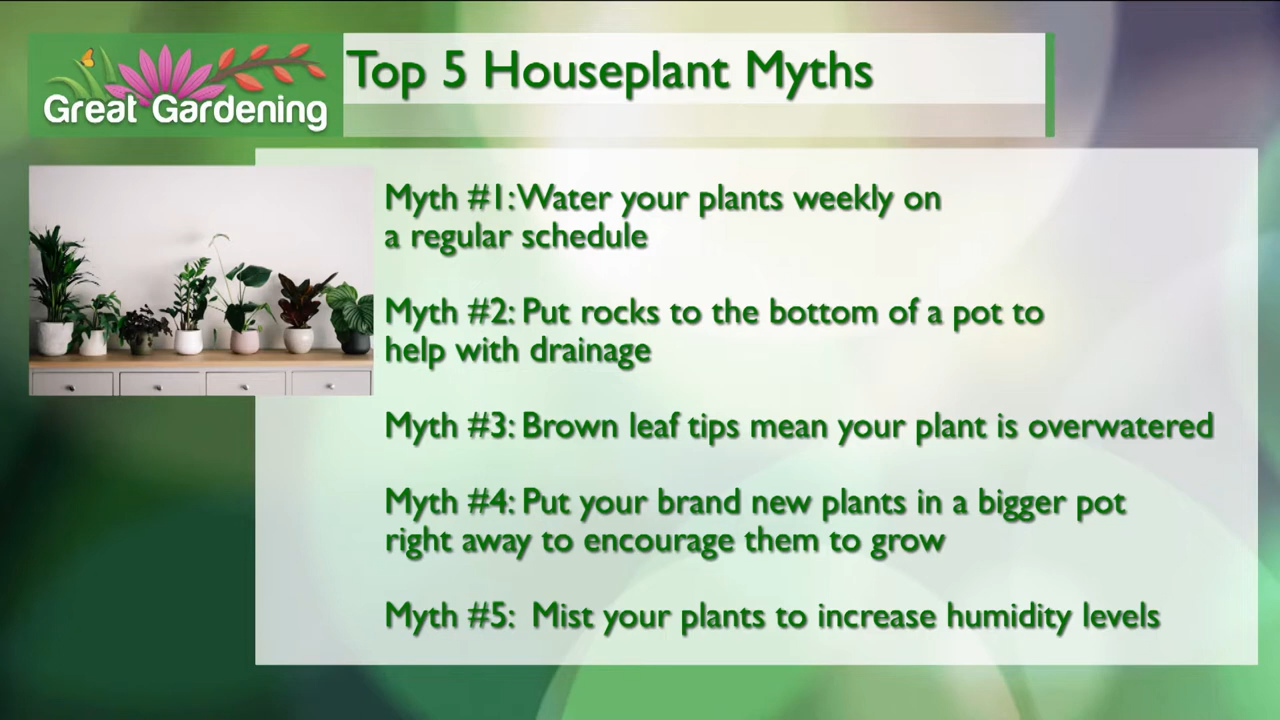 Great Gardening
Top 5 Houseplant Myths
Myth #1: Water your plants weekly on
a regular schedule
Myth #2: Put rocks to the bottom of a pot to
help with drainage
Myth #3: Brown leaf tips mean your plant is overwatered
Myth #4: Put your brand new plants in a bigger pot
right away to encourage them to grow
Myth #5: Mist your plants to increase humidity levels